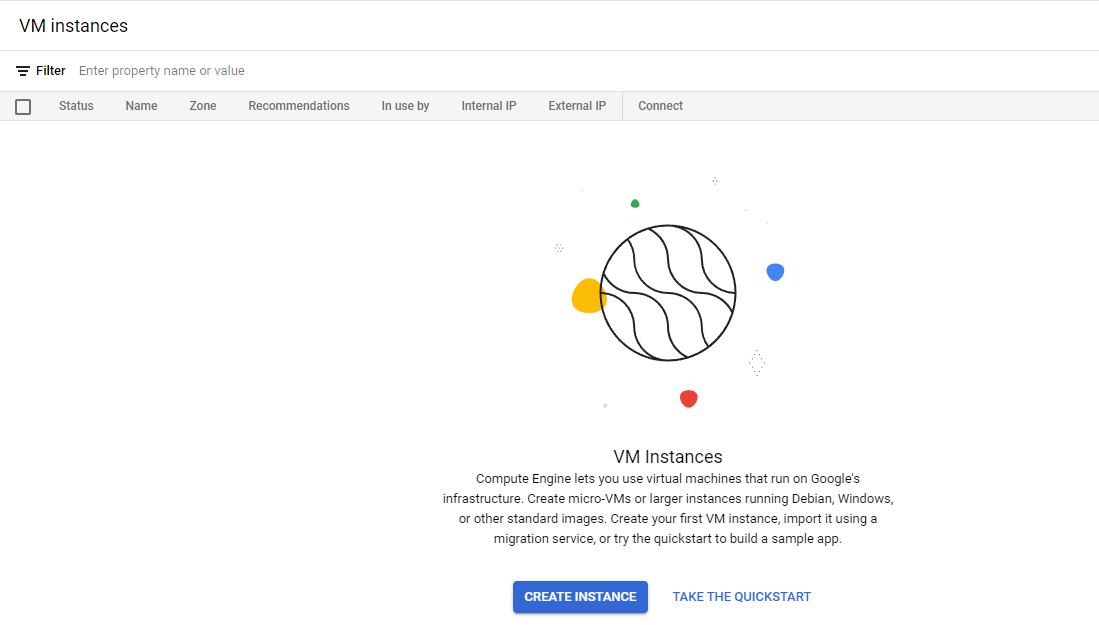 VM instances
Filter Enter property name or value
Status Name Zone Recommendations In use by Internal IP External IP Connect
VM Instances
Compute Engine lets you use virtual machines that run on Google's
infrastructure. Create micro-VMs or larger instances running Debian, Windows,
or other standard images. Create your first VM instance, import it using a
migration service, or try the quickstart to build a sample app.
CREATE INSTANCE TAKE THE QUICKSTART